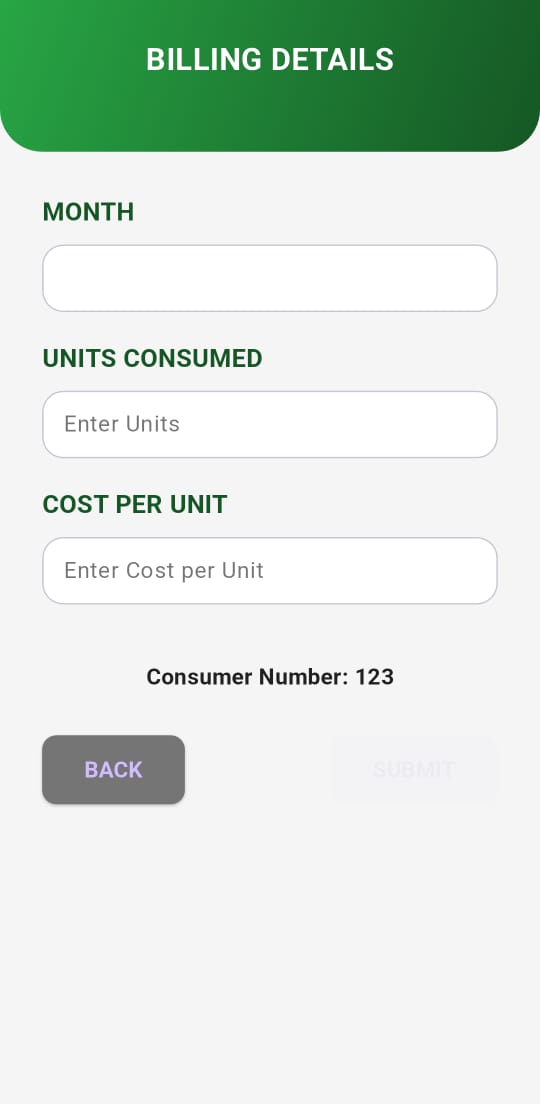 BILLING DETAILS
MONTH
UNITS CONSUMED
Enter Units
COST PER UNIT
Enter Cost per Unit
Consumer Number: 123
BACK
SUBMIT